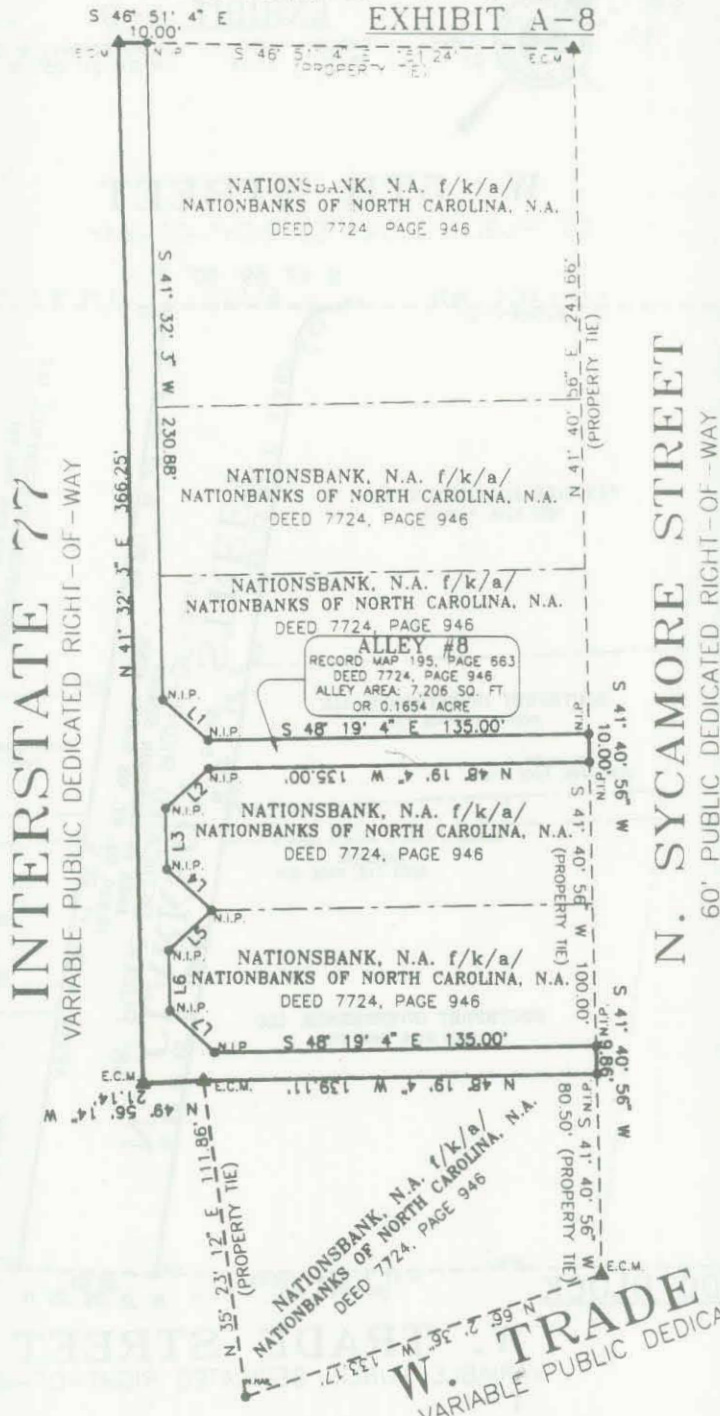 EXHIBIT A-8
S 46° 51' 4" E
10.00'
E.C.M.
N.I.P.
S 46° 51' 4" E 151.24'
(PROPERTY TIE)
E.C.M.
NATIONSBANK, N.A. f/k/a/
NATIONBANKS OF NORTH CAROLINA, N.A.
DEED 7724, PAGE 946
S 41° 32' 3" W 230.88'
N 41° 40' 56" E 241.66'
(PROPERTY TIE)
NATIONSBANK, N.A. f/k/a/
NATIONBANKS OF NORTH CAROLINA, N.A.
DEED 7724, PAGE 946
INTERSTATE 77
VARIABLE PUBLIC DEDICATED RIGHT-OF-WAY
N 41° 32' 3" E 366.25'
N. SYCAMORE STREET
60' PUBLIC DEDICATED RIGHT-OF-WAY
NATIONSBANK, N.A. f/k/a/
NATIONBANKS OF NORTH CAROLINA, N.A.
DEED 7724, PAGE 946
ALLEY #8
RECORD MAP 195, PAGE 663
DEED 7724, PAGE 946
ALLEY AREA: 7,206 SQ. FT.
OR 0.1654 ACRE
N.I.P.
L1
N.I.P.
S 48° 19' 4" E 135.00'
N.I.P.
S 41° 40' 56" W
10.00'
N.I.P.
N 48° 19' 4" W 135.00'
N.I.P.
L2
N.I.P.
L3
NATIONSBANK, N.A. f/k/a/
NATIONBANKS OF NORTH CAROLINA, N.A.
DEED 7724, PAGE 946
S 41° 40' 56" W 100.00'
(PROPERTY TIE)
N.I.P.
L4
N.I.P.
L5
N.I.P.
L6
NATIONSBANK, N.A. f/k/a/
NATIONBANKS OF NORTH CAROLINA, N.A.
DEED 7724, PAGE 946
N.I.P.
L7
N.I.P.
S 48° 19' 4" E 135.00'
N.I.P.
S 41° 40' 56" W
9.86'
E.C.M.
N 49° 56' 14" W
21.14'
E.C.M.
N 48° 19' 4" W 139.11'
N.I.P.
S 41° 40' 56" W
80.50' (PROPERTY TIE)
N 35° 23' 12" E 111.86'
(PROPERTY TIE)
NATIONSBANK, N.A. f/k/a/
NATIONBANKS OF NORTH CAROLINA, N.A.
DEED 7724, PAGE 946
E.C.M.
N 66° 2' 36" W
N.NAIL
W. TRADE
VARIABLE PUBLIC DEDICA